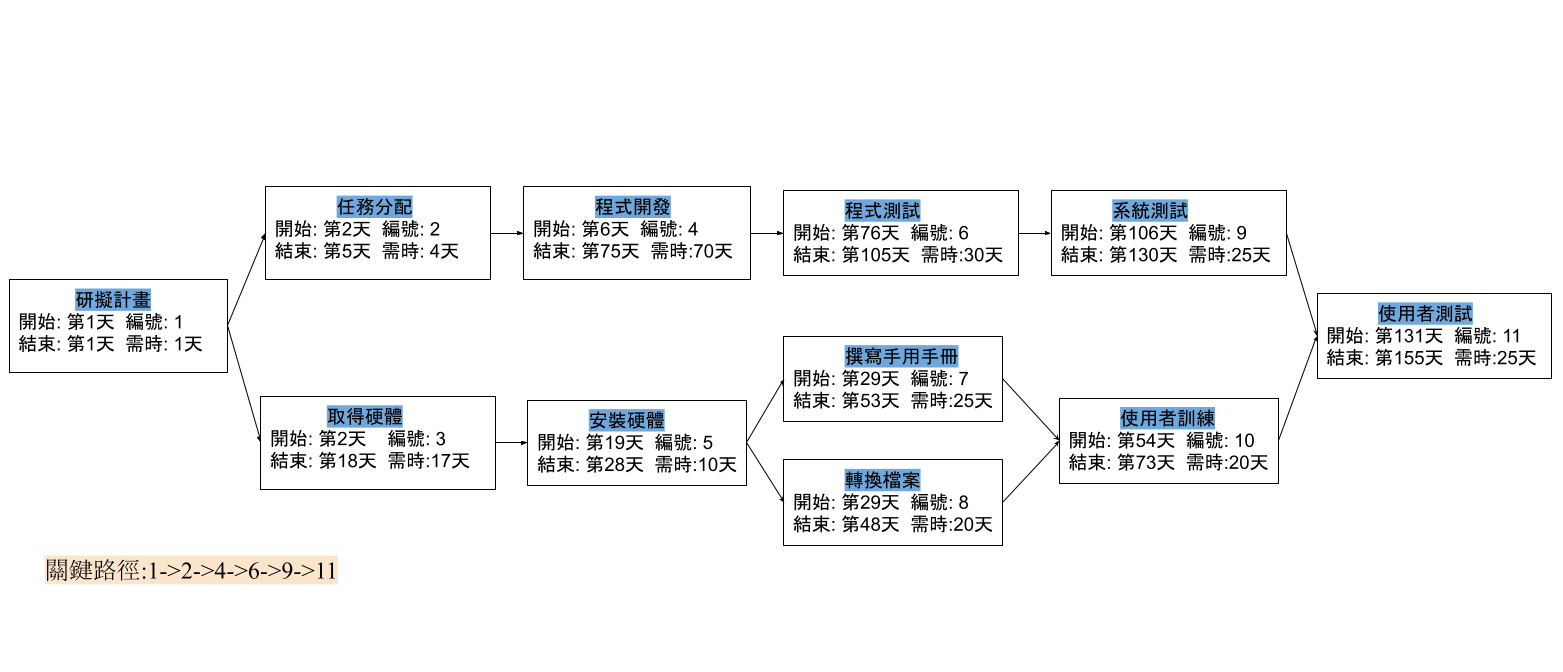 任務分配
開始: 第2天 編號: 2
結束: 第5天 需時: 4天
程式開發
開始: 第6天 編號: 4
結束: 第75天 需時:70天
程式測試
開始: 第76天 編號: 6
結束: 第105天 需時:30天
系統測試
開始: 第106天 編號: 9
結束: 第130天 需時:25天
研擬計畫
開始: 第1天 編號: 1
結束: 第1天 需時: 1天
使用者測試
開始: 第131天 編號: 11
結束: 第155天 需時:25天
撰寫手用手冊
開始: 第29天 編號: 7
結束: 第53天 需時:25天
取得硬體
開始: 第2天 編號: 3
結束: 第18天 需時:17天
安裝硬體
開始: 第19天 編號: 5
結束: 第28天 需時:10天
使用者訓練
開始: 第54天 編號: 10
結束: 第73天 需時:20天
轉換檔案
開始: 第29天 編號: 8
結束: 第48天 需時:20天
關鍵路徑:1->2->4->6->9->11